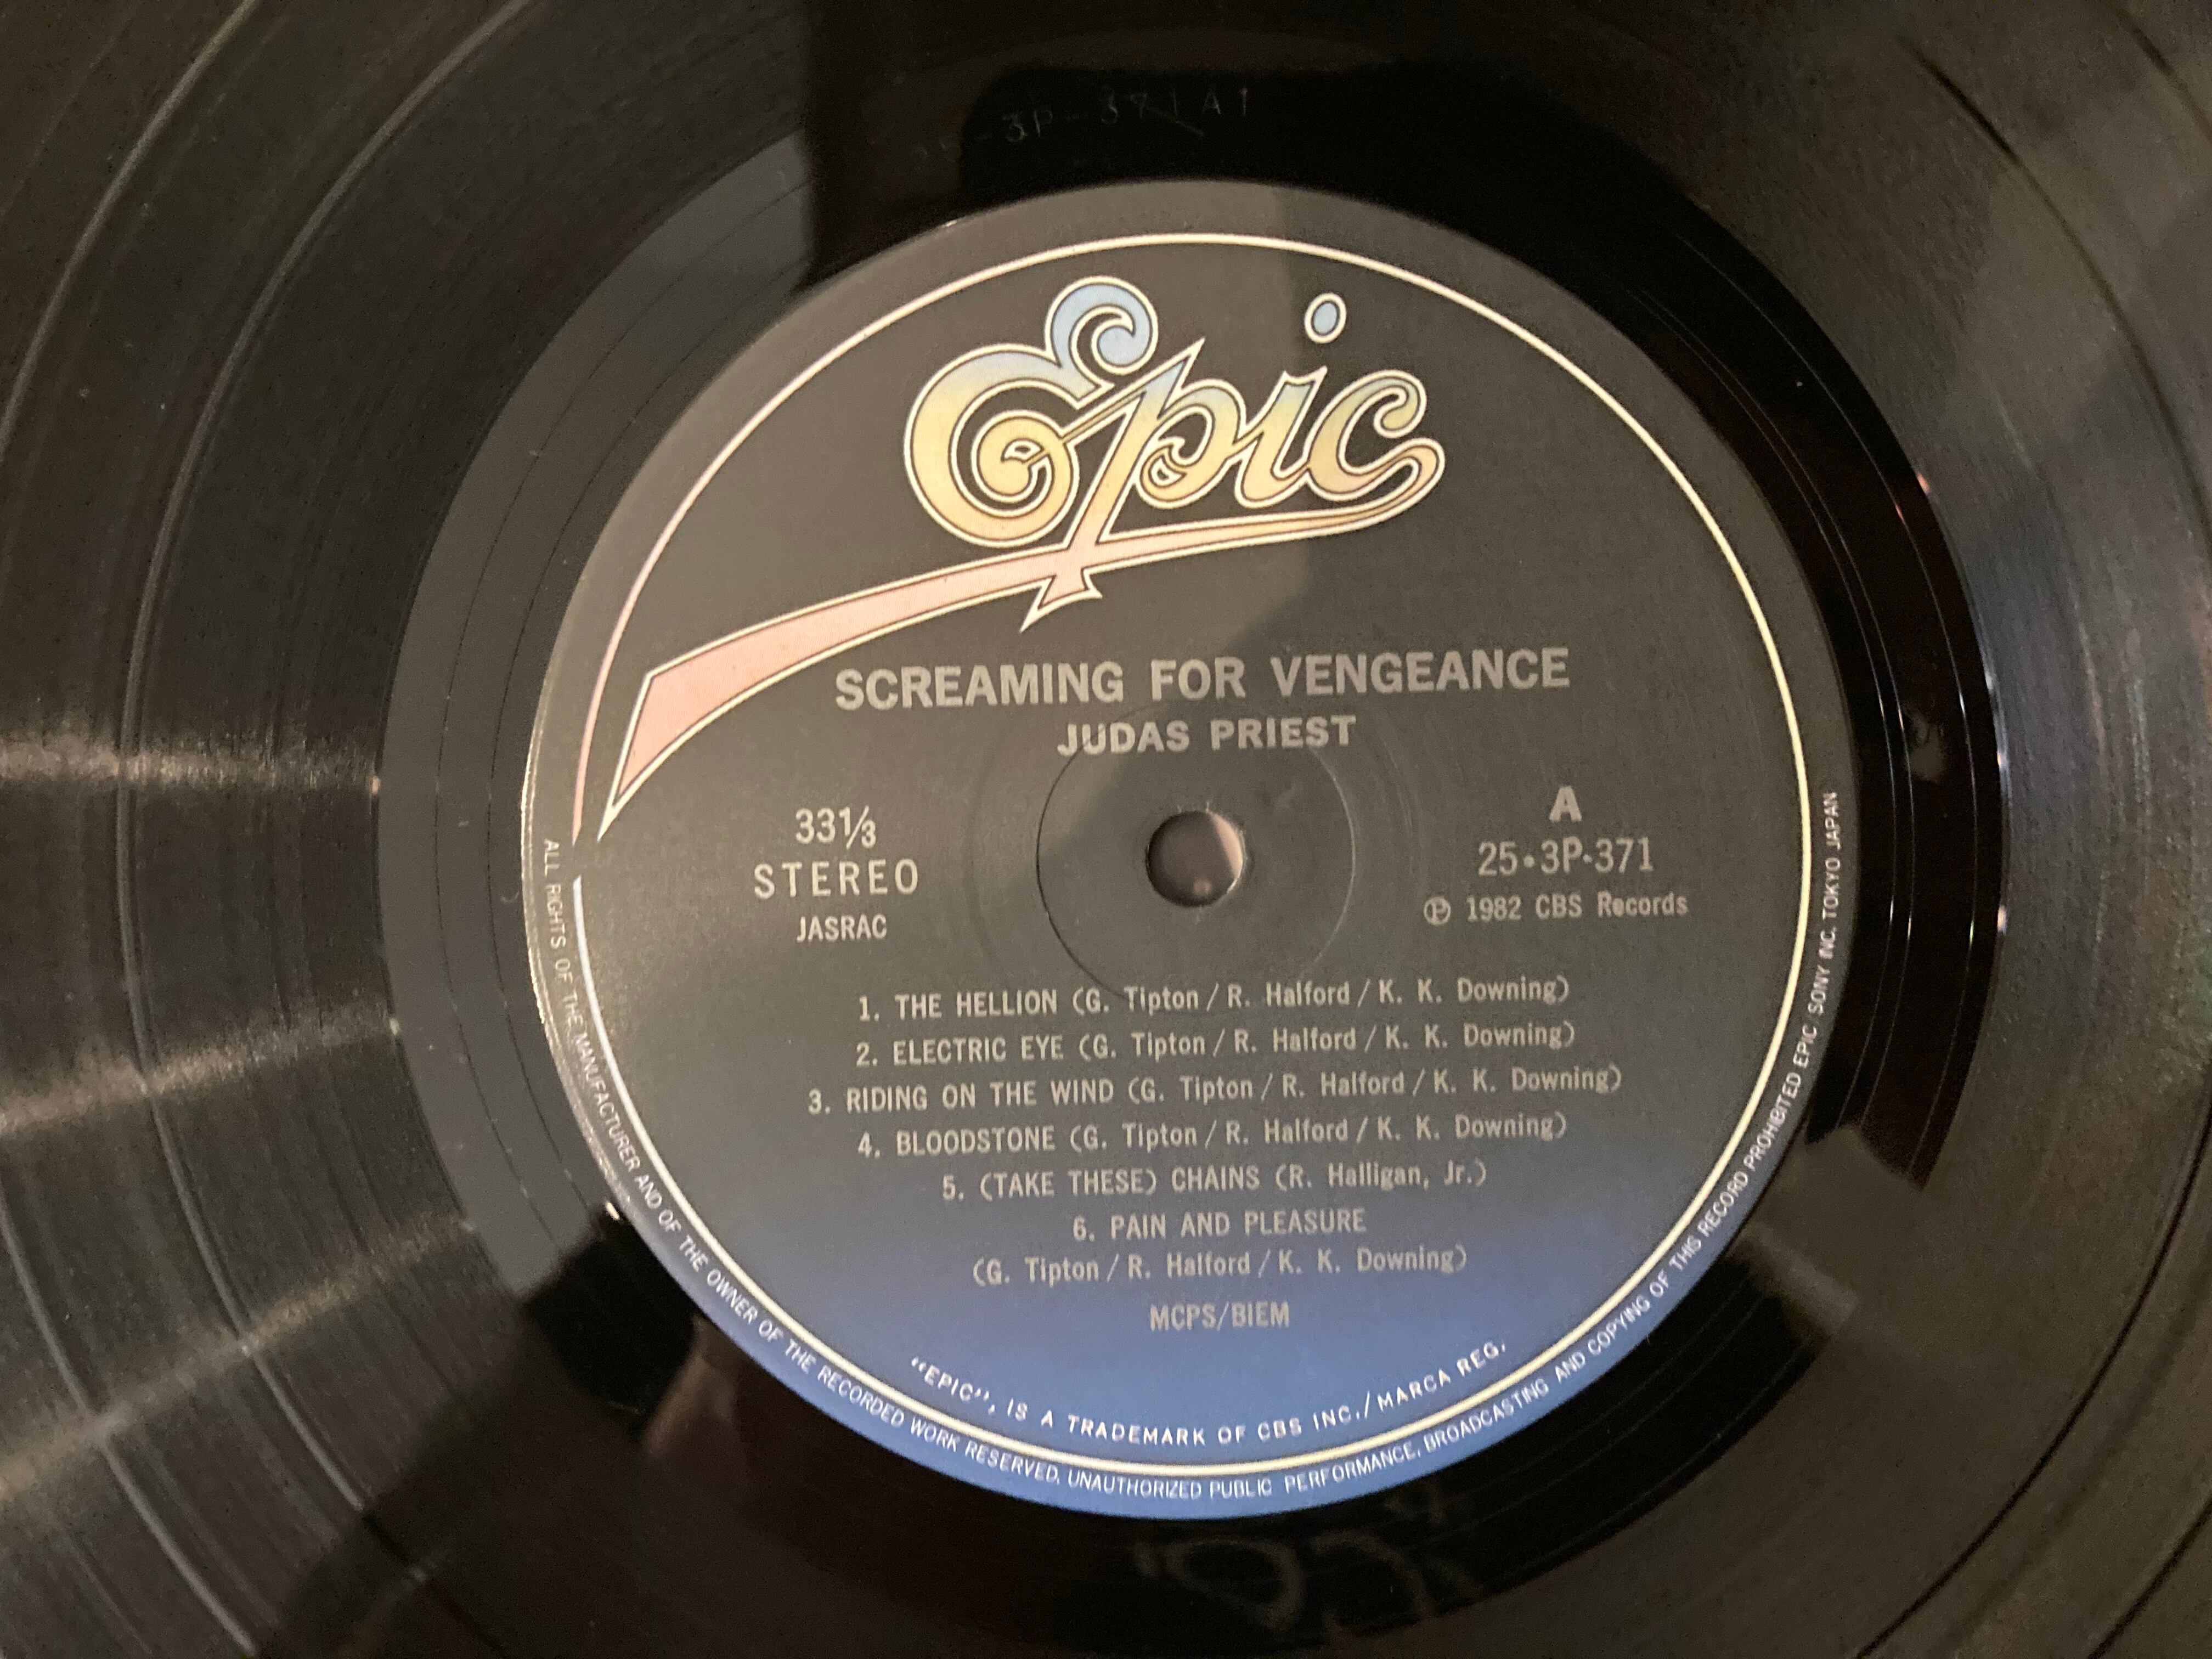 3P-371A1
Epic
SCREAMING FOR VENGEANCE
JUDAS PRIEST
33⅓
STEREO
JASRAC
A
25•3P-371
Ⓟ 1982 CBS Records
1. THE HELLION (G. Tipton / R. Halford / K. K. Downing)
2. ELECTRIC EYE (G. Tipton / R. Halford / K. K. Downing)
3. RIDING ON THE WIND (G. Tipton / R. Halford / K. K. Downing)
4. BLOODSTONE (G. Tipton / R. Halford / K. K. Downing)
5. (TAKE THESE) CHAINS (R. Halligan, Jr.)
6. PAIN AND PLEASURE
(G. Tipton / R. Halford / K. K. Downing)
MCPS/BIEM
“EPIC”, IS A TRADEMARK OF CBS INC./MARCA REG.
ALL RIGHTS OF THE MANUFACTURER AND OF THE OWNER OF THE RECORDED WORK RESERVED. UNAUTHORIZED PUBLIC PERFORMANCE, BROADCASTING AND COPYING OF THIS RECORD PROHIBITED EPIC/SONY INC. TOKYO JAPAN